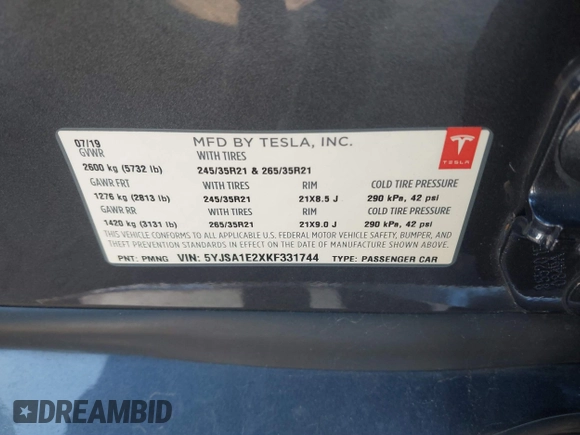 07/19 MFD BY TESLA, INC.
GVWR WITH TIRES
2600 kg (5732 lb) 245/35R21 & 265/35R21
TESLA
GAWR FRT WITH TIRES RIM COLD TIRE PRESSURE
1276 kg (2813 lb) 245/35R21 21X8.5 J 290 kPa, 42 psi
GAWR RR WITH TIRES RIM COLD TIRE PRESSURE
1420 kg (3131 lb) 265/35R21 21X9.0 J 290 kPa, 42 psi
THIS VEHICLE CONFORMS TO ALL APPLICABLE U.S. FEDERAL MOTOR VEHICLE SAFETY, BUMPER, AND
THEFT PREVENTION STANDARDS IN EFFECT ON THE DATE OF MANUFACTURE SHOWN ABOVE.
PNT: PMNG VIN: 5YJSA1E2XKF331744 TYPE: PASSENGER CAR
DREAMBID